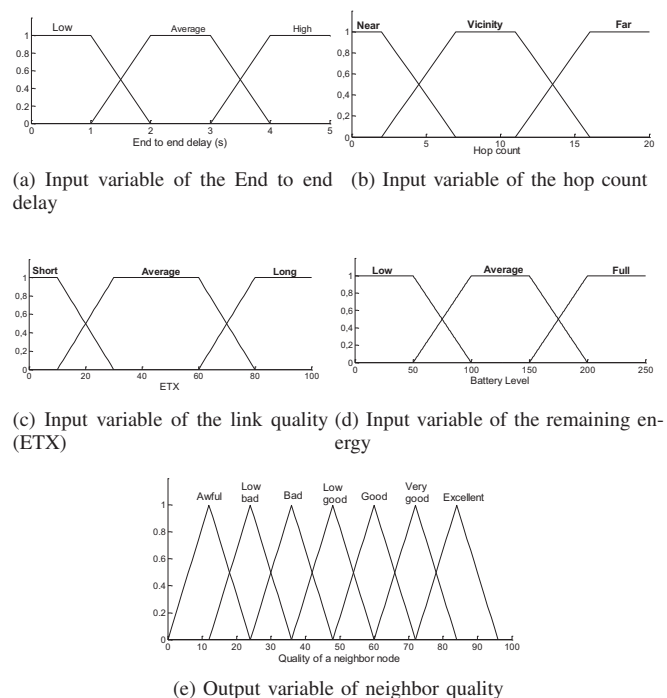 Low Average High
1
0.8
0.6
0.4
0.2
0
0 1 2 3 4 5
End to end delay (s)
(a) Input variable of the End to end
delay
Near Vicinity Far
1
0,8
0,6
0,4
0,2
0
0 5 10 15 20
Hop count
(b) Input variable of the hop count
Short Average Long
1
0,8
0,6
0,4
0,2
0
0 20 40 60 80 100
ETX
(c) Input variable of the link quality
(ETX)
Low Average Full
1
0,8
0,6
0,4
0,2
0
0 50 100 150 200 250
Battery Level
(d) Input variable of the remaining en-
ergy
Awful Low bad Bad Low good Good Very good Excellent
1
0.8
0.6
0.4
0.2
0
0 10 20 30 40 50 60 70 80 90 100
Quality of a neighbor node
(e) Output variable of neighbor quality